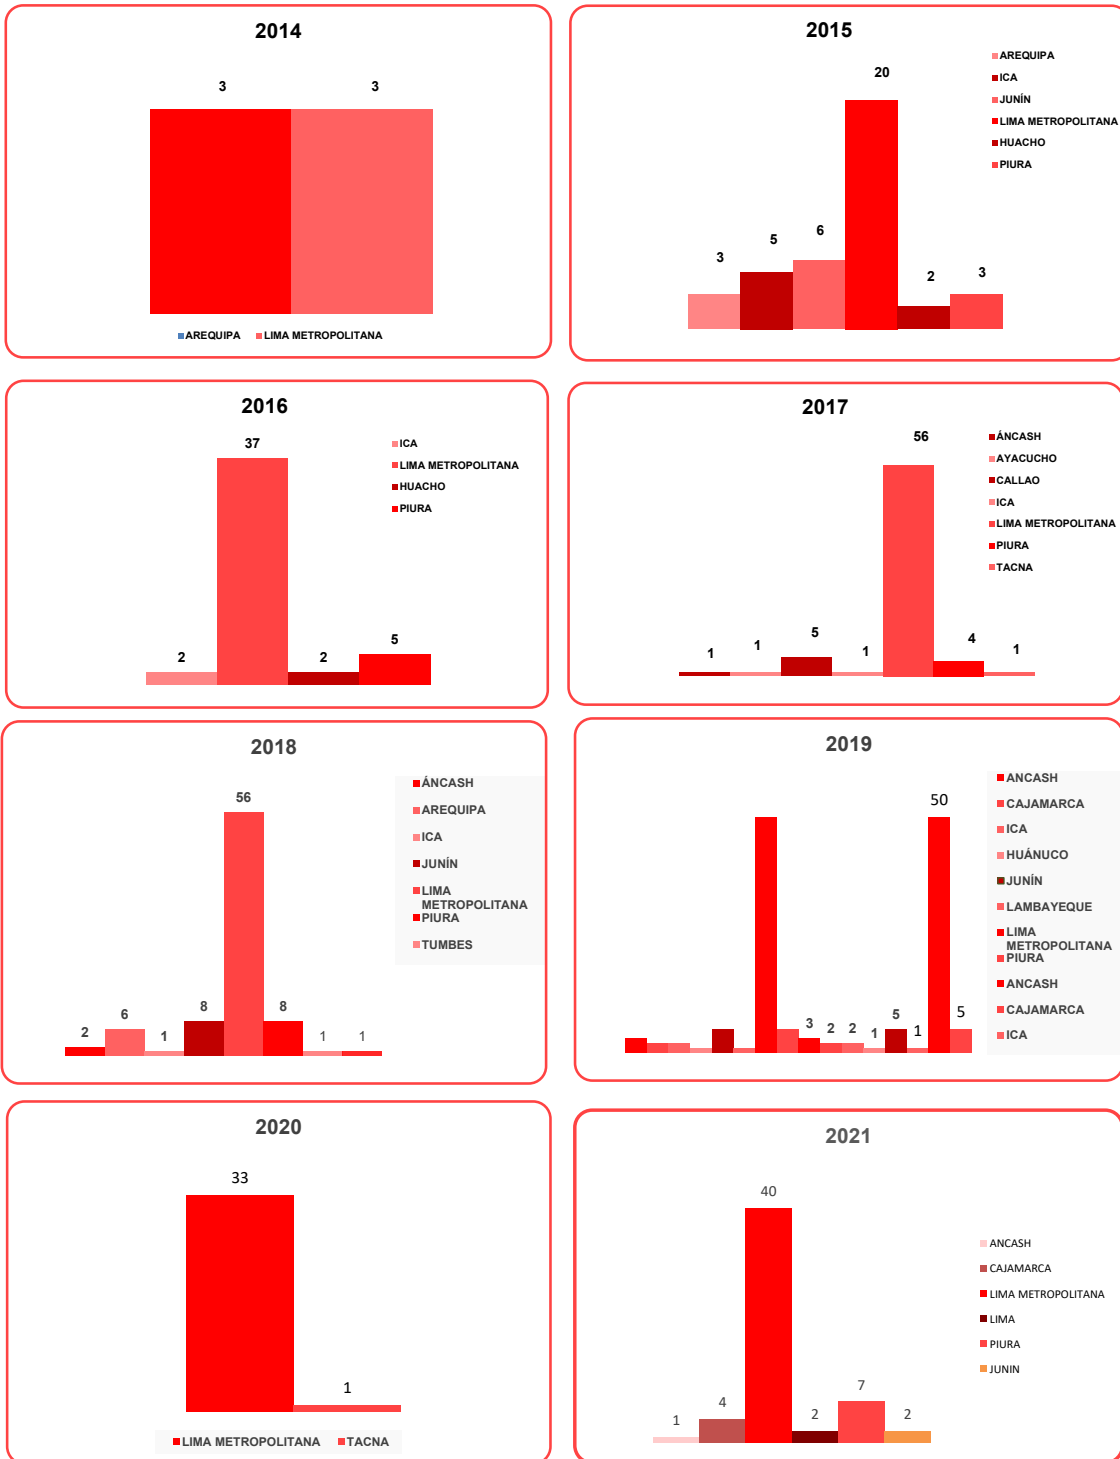 2014
3 3
AREQUIPA LIMA METROPOLITANA
2015
20
3 5 6 2 3
AREQUIPA
ICA
JUNÍN
LIMA METROPOLITANA
HUACHO
PIURA
2016
37
2 2 5
ICA
LIMA METROPOLITANA
HUACHO
PIURA
2017
56
1 1 5 1 4 1
ÁNCASH
AYACUCHO
CALLAO
ICA
LIMA METROPOLITANA
PIURA
TACNA
2018
56
2 6 1 8 8 1 1
ÁNCASH
AREQUIPA
ICA
JUNÍN
LIMA
METROPOLITANA
PIURA
TUMBES
2019
50
3 2 2 1 5 1 5
ANCASH
CAJAMARCA
ICA
HUÁNUCO
JUNÍN
LAMBAYEQUE
LIMA
METROPOLITANA
PIURA
ANCASH
CAJAMARCA
ICA
2020
33
1
LIMA METROPOLITANA TACNA
2021
40
1 4 2 7 2
ANCASH
CAJAMARCA
LIMA METROPOLITANA
LIMA
PIURA
JUNIN